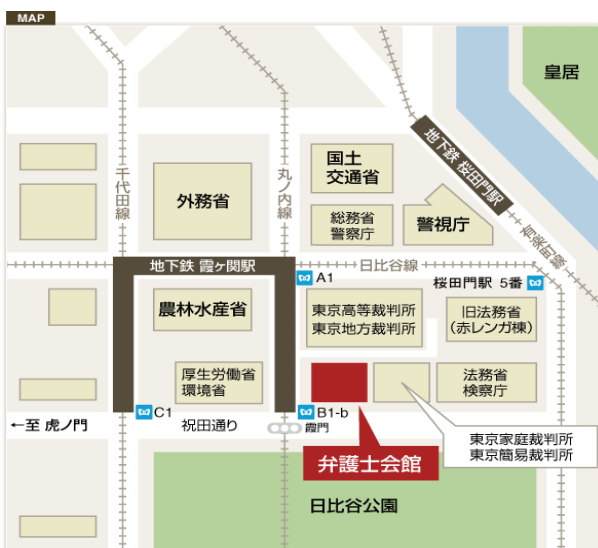 MAP
皇居
地下鉄 桜田門駅
国土
交通省
千代田線
丸ノ内線
外務省
総務省
警察庁
警視庁
有楽町線
地下鉄 霞ヶ関駅
日比谷線
A1
桜田門駅 5番
農林水産省
東京高等裁判所
東京地方裁判所
旧法務省
(赤レンガ棟)
厚生労働省
環境省
法務省
検察庁
C1
B1-b
←至 虎ノ門
祝田通り
霞門
東京家庭裁判所
東京簡易裁判所
弁護士会館
日比谷公園